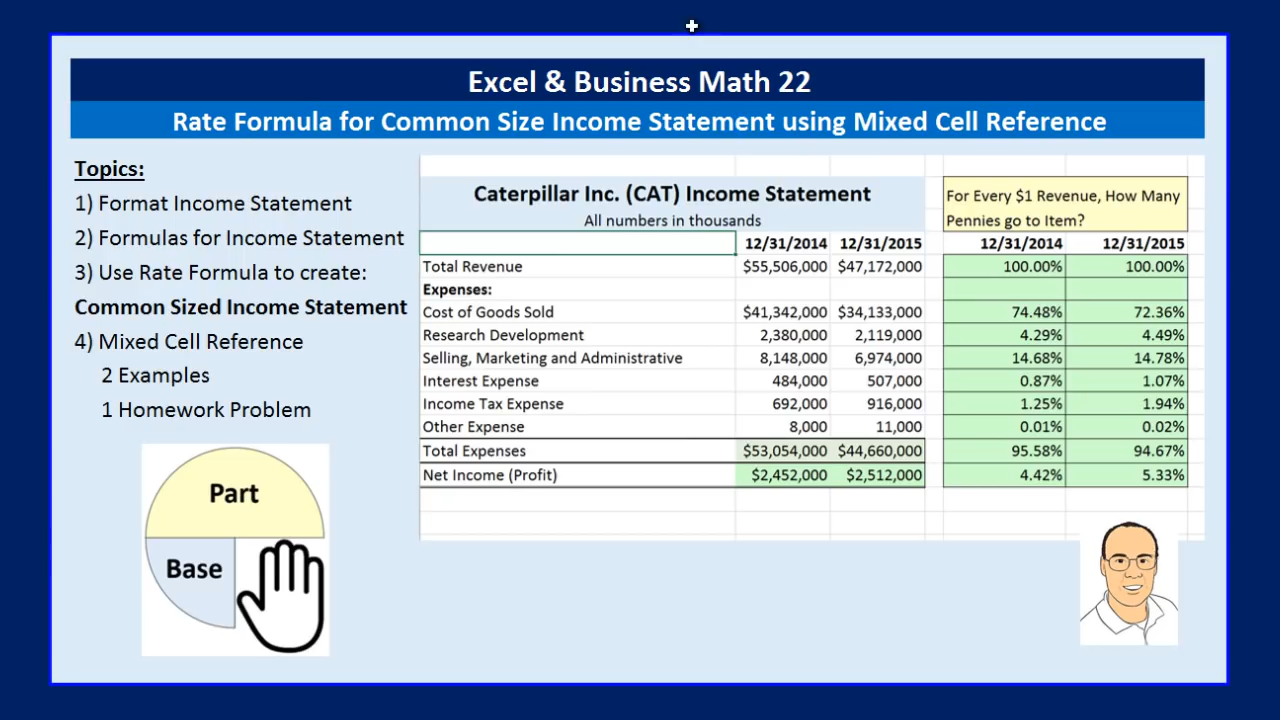 Excel & Business Math 22
Rate Formula for Common Size Income Statement using Mixed Cell Reference
Topics:
1) Format Income Statement
2) Formulas for Income Statement
3) Use Rate Formula to create:
Common Sized Income Statement
4) Mixed Cell Reference
2 Examples
1 Homework Problem
Part
Base
Caterpillar Inc. (CAT) Income Statement
All numbers in thousands
For Every $1 Revenue, How Many
Pennies go to Item?
12/31/2014 12/31/2015 12/31/2014 12/31/2015
Total Revenue $55,506,000 $47,172,000 100.00% 100.00%
Expenses:
Cost of Goods Sold $41,342,000 $34,133,000 74.48% 72.36%
Research Development 2,380,000 2,119,000 4.29% 4.49%
Selling, Marketing and Administrative 8,148,000 6,974,000 14.68% 14.78%
Interest Expense 484,000 507,000 0.87% 1.07%
Income Tax Expense 692,000 916,000 1.25% 1.94%
Other Expense 8,000 11,000 0.01% 0.02%
Total Expenses $53,054,000 $44,660,000 95.58% 94.67%
Net Income (Profit) $2,452,000 $2,512,000 4.42% 5.33%